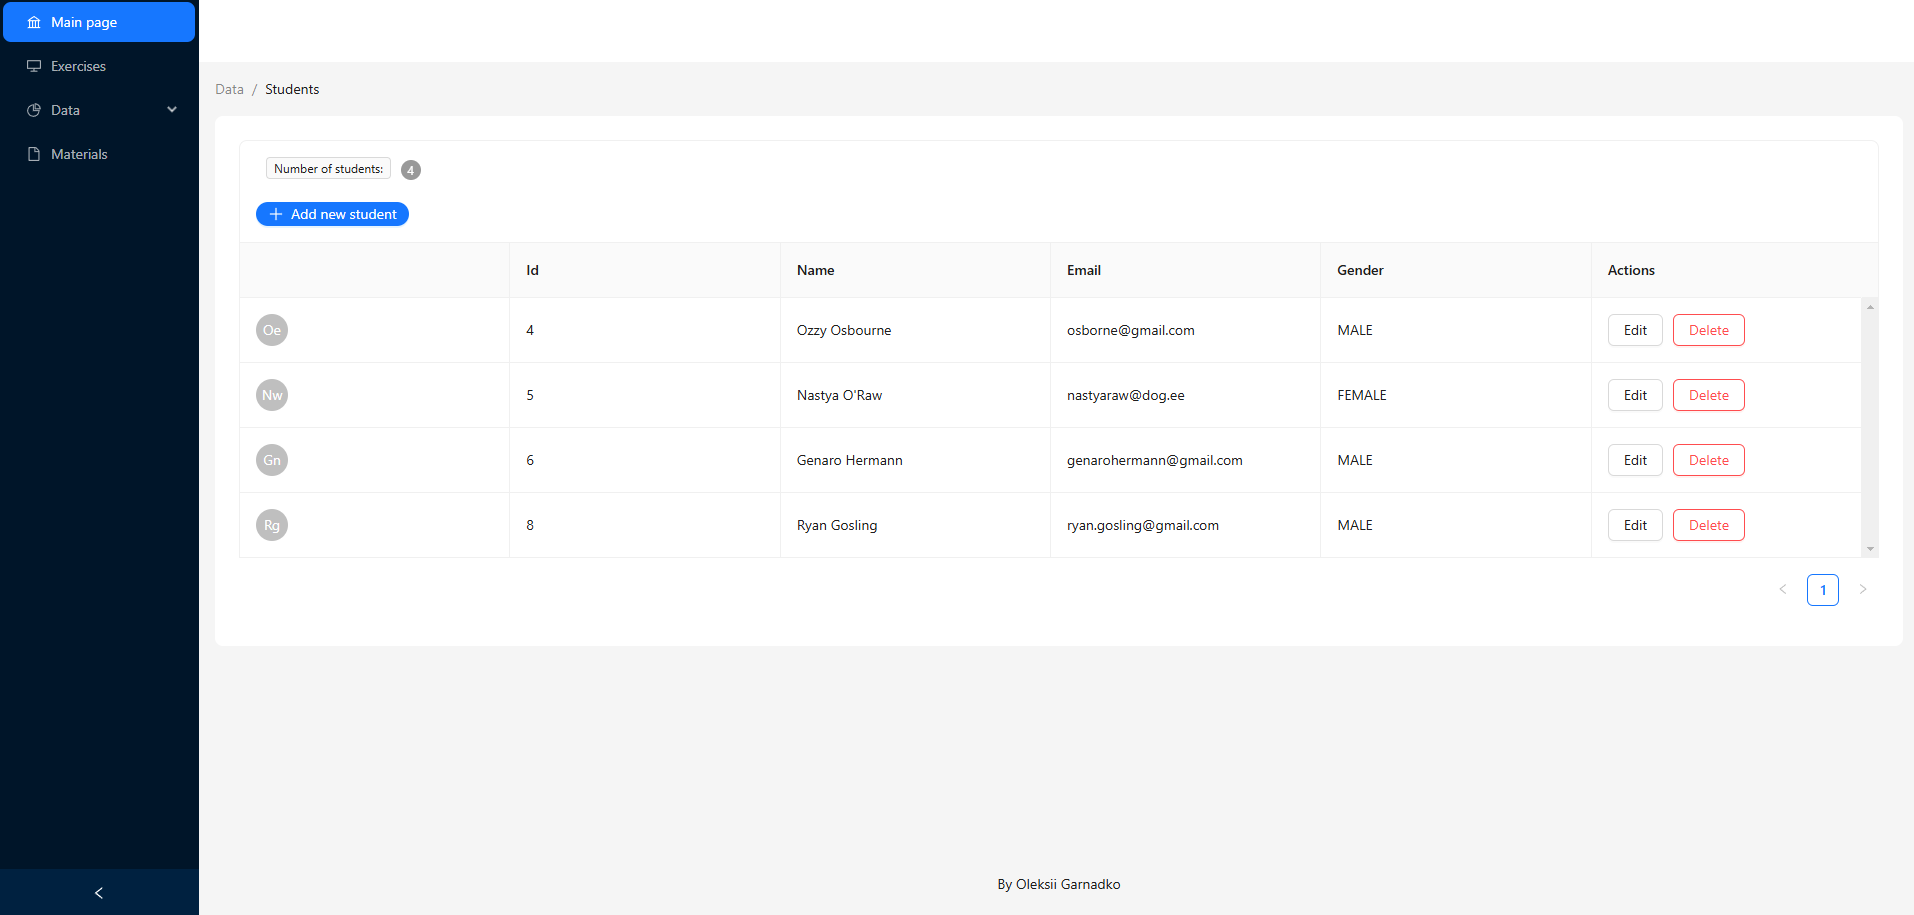 Main page
Exercises
Data
Materials
Data / Students
Number of students: 4
Add new student
Id Name Email Gender Actions
Oe 4 Ozzy Osbourne osborne@gmail.com MALE Edit Delete
Nw 5 Nastya O'Raw nastyaraw@dog.ee FEMALE Edit Delete
Gn 6 Genaro Hermann genarohermann@gmail.com MALE Edit Delete
Rg 8 Ryan Gosling ryan.gosling@gmail.com MALE Edit Delete
1
By Oleksii Garnadko